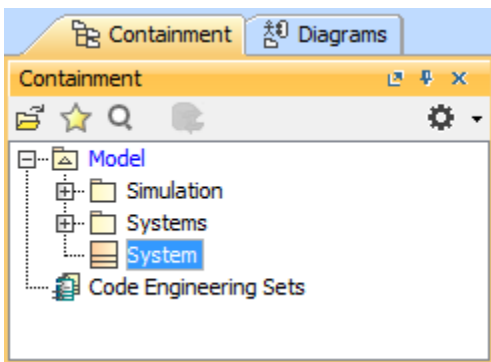 Containment Diagrams
Containment
Model
Simulation
Systems
System
Code Engineering Sets